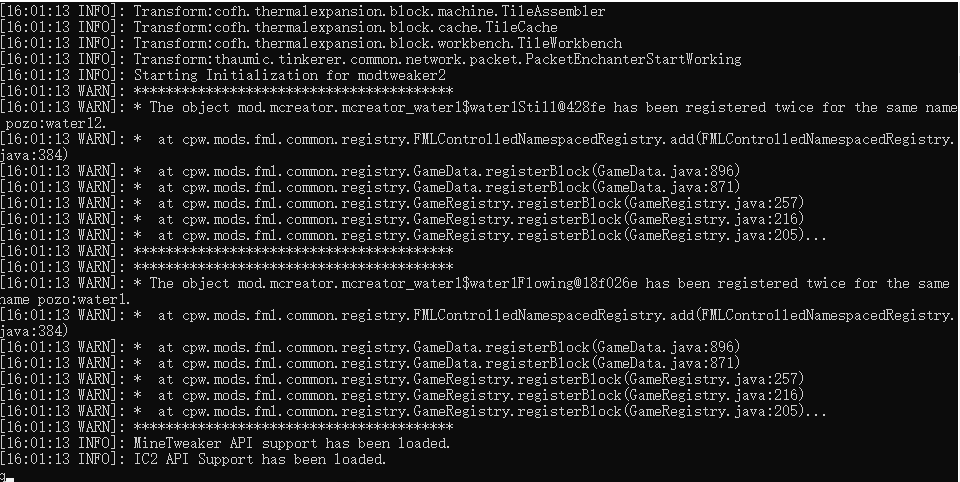 [16:01:13 INFO]: Transform:cofh.thermalexpansion.block.machine.TileAssembler
[16:01:13 INFO]: Transform:cofh.thermalexpansion.block.cache.TileCache
[16:01:13 INFO]: Transform:cofh.thermalexpansion.block.workbench.TileWorkbench
[16:01:13 INFO]: Transform:thaumic.tinkerer.common.network.packet.PacketEnchanterStartWorking
[16:01:13 INFO]: Starting Initialization for modtweaker2
[16:01:13 WARN]: ****************************************
[16:01:13 WARN]: * The object mod.mcreator.mcreator_water1$water1Still@428fe has been registered twice for the same name
 pozo:water12.
[16:01:13 WARN]: *  at cpw.mods.fml.common.registry.FMLControlledNamespacedRegistry.add(FMLControlledNamespacedRegistry.
java:384)
[16:01:13 WARN]: *  at cpw.mods.fml.common.registry.GameData.registerBlock(GameData.java:896)
[16:01:13 WARN]: *  at cpw.mods.fml.common.registry.GameData.registerBlock(GameData.java:871)
[16:01:13 WARN]: *  at cpw.mods.fml.common.registry.GameRegistry.registerBlock(GameRegistry.java:257)
[16:01:13 WARN]: *  at cpw.mods.fml.common.registry.GameRegistry.registerBlock(GameRegistry.java:216)
[16:01:13 WARN]: *  at cpw.mods.fml.common.registry.GameRegistry.registerBlock(GameRegistry.java:205)...
[16:01:13 WARN]: ****************************************
[16:01:13 WARN]: ****************************************
[16:01:13 WARN]: * The object mod.mcreator.mcreator_water1$water1Flowing@18f026e has been registered twice for the same
name pozo:water1.
[16:01:13 WARN]: *  at cpw.mods.fml.common.registry.FMLControlledNamespacedRegistry.add(FMLControlledNamespacedRegistry.
java:384)
[16:01:13 WARN]: *  at cpw.mods.fml.common.registry.GameData.registerBlock(GameData.java:896)
[16:01:13 WARN]: *  at cpw.mods.fml.common.registry.GameData.registerBlock(GameData.java:871)
[16:01:13 WARN]: *  at cpw.mods.fml.common.registry.GameRegistry.registerBlock(GameRegistry.java:257)
[16:01:13 WARN]: *  at cpw.mods.fml.common.registry.GameRegistry.registerBlock(GameRegistry.java:216)
[16:01:13 WARN]: *  at cpw.mods.fml.common.registry.GameRegistry.registerBlock(GameRegistry.java:205)...
[16:01:13 WARN]: ****************************************
[16:01:13 INFO]: MineTweaker API support has been loaded.
[16:01:13 INFO]: IC2 API Support has been loaded.